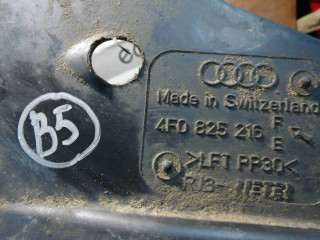 B5
Made in Switzerland
4F0 825 216 F
E
>LFT PP30<